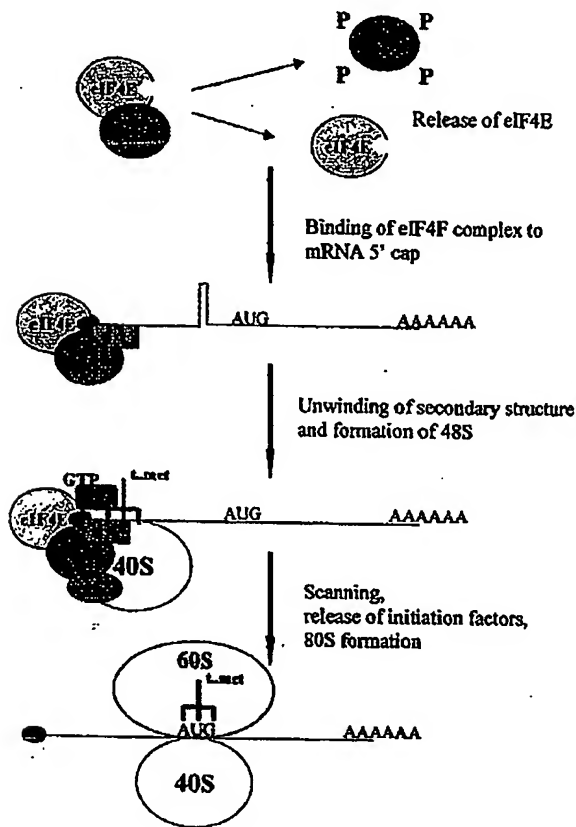 P P
eIF4E
P P
eIF4E
Release of eIF4E
Binding of eIF4F complex to
mRNA 5' cap
eIF4E
AUG
AAAAAA
Unwinding of secondary structure
and formation of 48S
GTP
t-met
eIF4E
40S
AUG
AAAAAA
Scanning,
release of initiation factors,
80S formation
60S
t-met
AUG
AAAAAA
40S